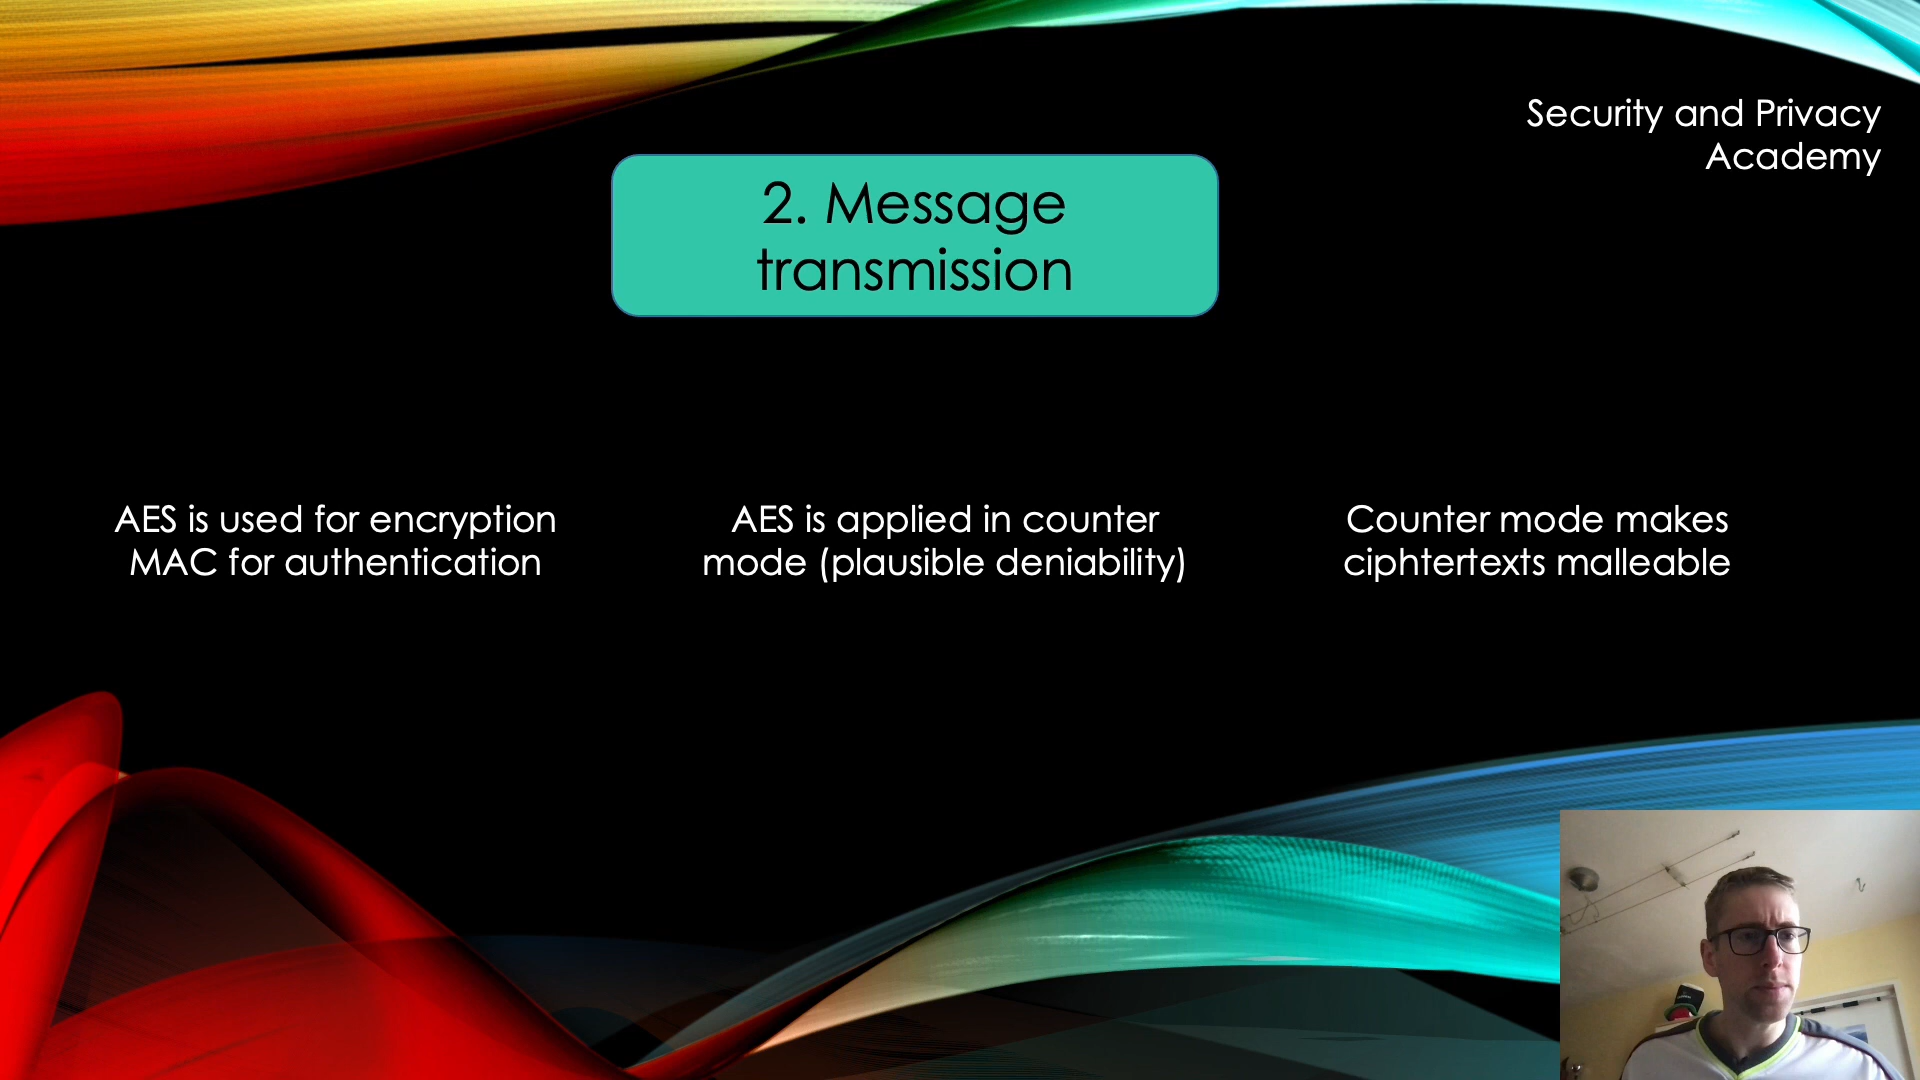 Security and Privacy
Academy
2. Message
transmission
AES is used for encryption
MAC for authentication
AES is applied in counter
mode (plausible deniability)
Counter mode makes
ciphtertexts malleable